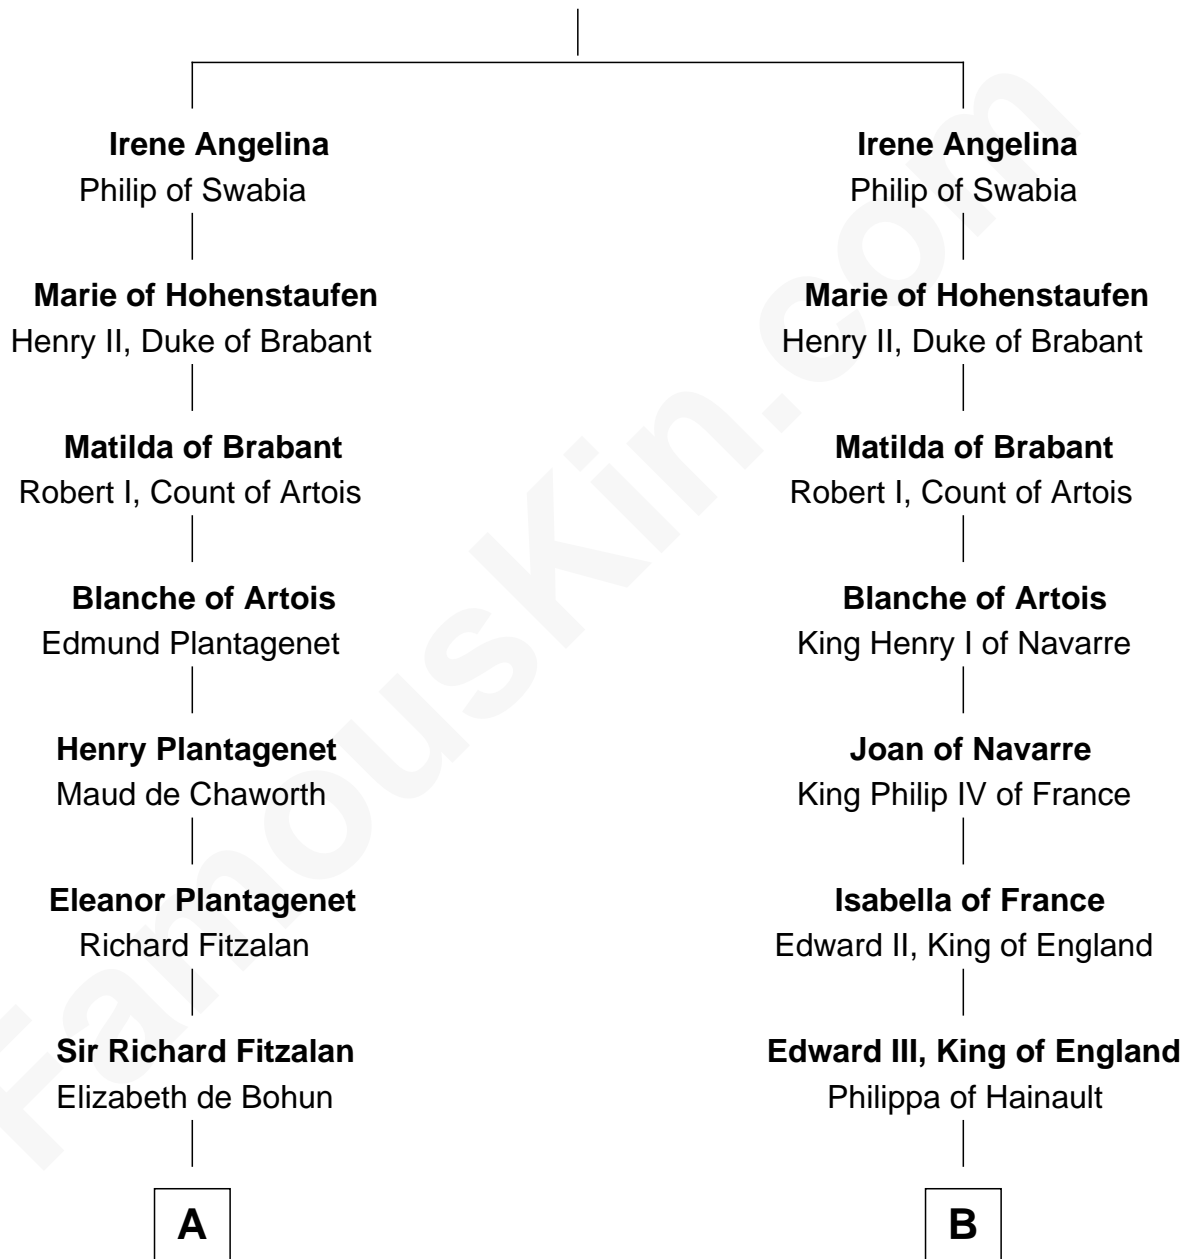 Irene Angelina
Philip of Swabia
Marie of Hohenstaufen
Henry II, Duke of Brabant
Matilda of Brabant
Robert I, Count of Artois
Blanche of Artois
Edmund Plantagenet
Henry Plantagenet
Maud de Chaworth
Eleanor Plantagenet
Richard Fitzalan
Sir Richard Fitzalan
Elizabeth de Bohun
A
Irene Angelina
Philip of Swabia
Marie of Hohenstaufen
Henry II, Duke of Brabant
Matilda of Brabant
Robert I, Count of Artois
Blanche of Artois
King Henry I of Navarre
Joan of Navarre
King Philip IV of France
Isabella of France
Edward II, King of England
Edward III, King of England
Philippa of Hainault
B
FamousKin.com